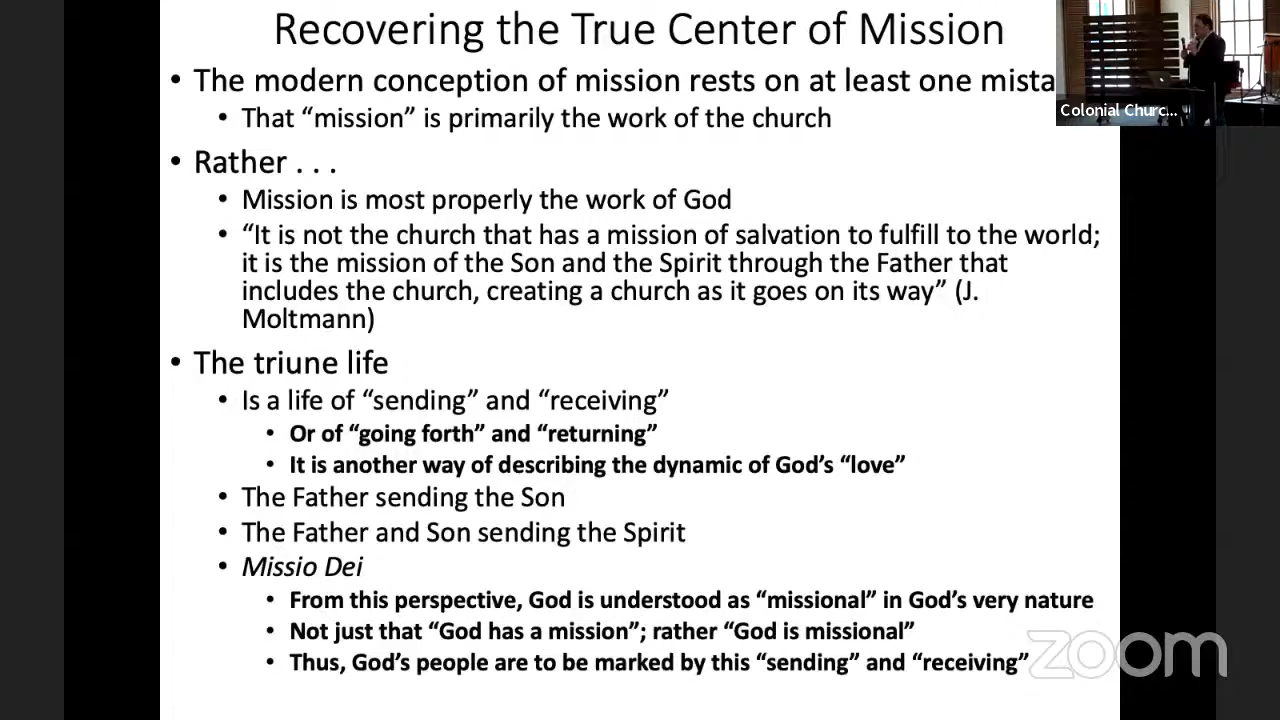 Recovering the True Center of Mission
• The modern conception of mission rests on at least one mista
• That “mission” is primarily the work of the church
• Rather . . .
• Mission is most properly the work of God
• “It is not the church that has a mission of salvation to fulfill to the world;
it is the mission of the Son and the Spirit through the Father that
includes the church, creating a church as it goes on its way” (J.
Moltmann)
• The triune life
• Is a life of “sending” and “receiving”
• Or of “going forth” and “returning”
• It is another way of describing the dynamic of God’s “love”
• The Father sending the Son
• The Father and Son sending the Spirit
• Missio Dei
• From this perspective, God is understood as “missional” in God’s very nature
• Not just that “God has a mission”; rather “God is missional”
• Thus, God’s people are to be marked by this “sending” and “receiving”
Colonial Churc...
zoom